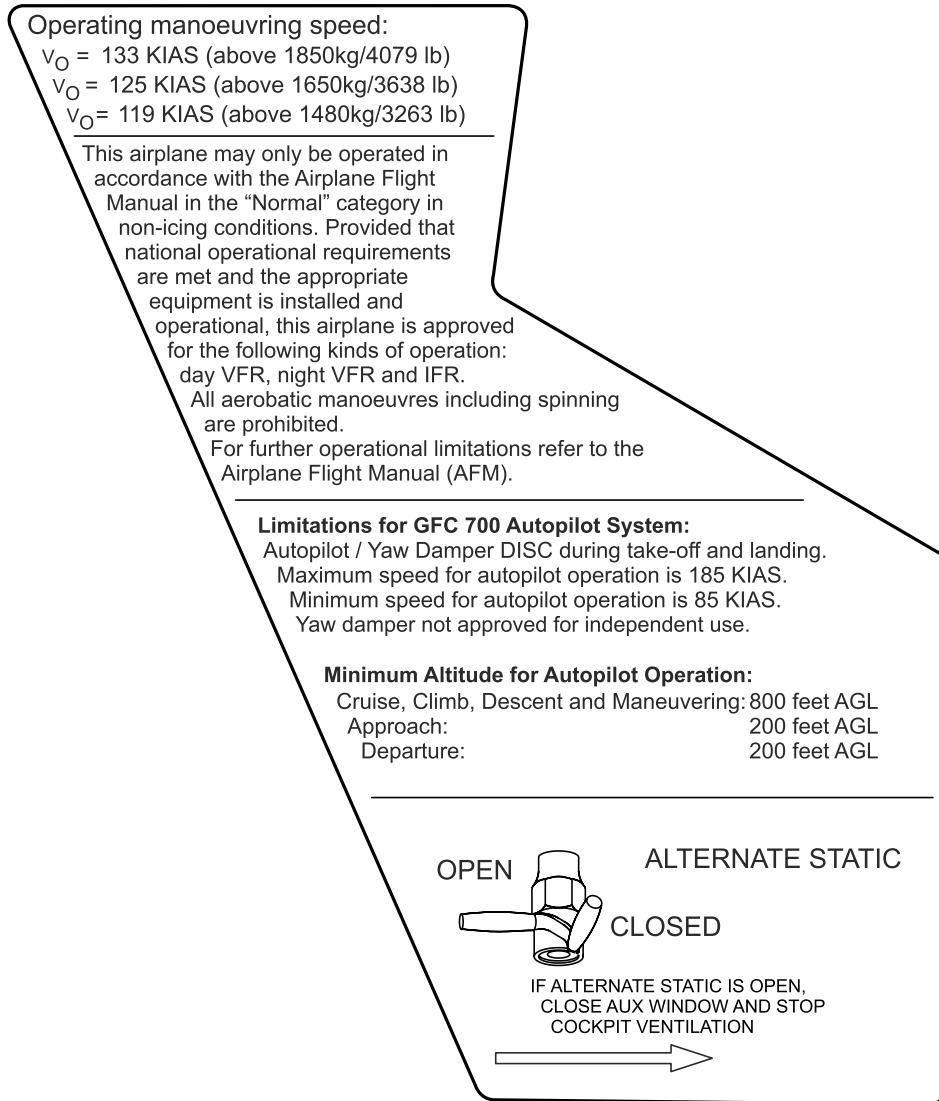 Operating manoeuvring speed:
VO = 133 KIAS (above 1850kg/4079 lb)
VO = 125 KIAS (above 1650kg/3638 lb)
VO= 119 KIAS (above 1480kg/3263 lb)
This airplane may only be operated in
accordance with the Airplane Flight
Manual in the “Normal” category in
non-icing conditions. Provided that
national operational requirements
are met and the appropriate
equipment is installed and
operational, this airplane is approved
for the following kinds of operation:
day VFR, night VFR and IFR.
All aerobatic manoeuvres including spinning
are prohibited.
For further operational limitations refer to the
Airplane Flight Manual (AFM).
Limitations for GFC 700 Autopilot System:
Autopilot / Yaw Damper DISC during take-off and landing.
Maximum speed for autopilot operation is 185 KIAS.
Minimum speed for autopilot operation is 85 KIAS.
Yaw damper not approved for independent use.
Minimum Altitude for Autopilot Operation:
Cruise, Climb, Descent and Maneuvering: 800 feet AGL
Approach: 200 feet AGL
Departure: 200 feet AGL
ALTERNATE STATIC
OPEN
CLOSED
IF ALTERNATE STATIC IS OPEN,
CLOSE AUX WINDOW AND STOP
COCKPIT VENTILATION